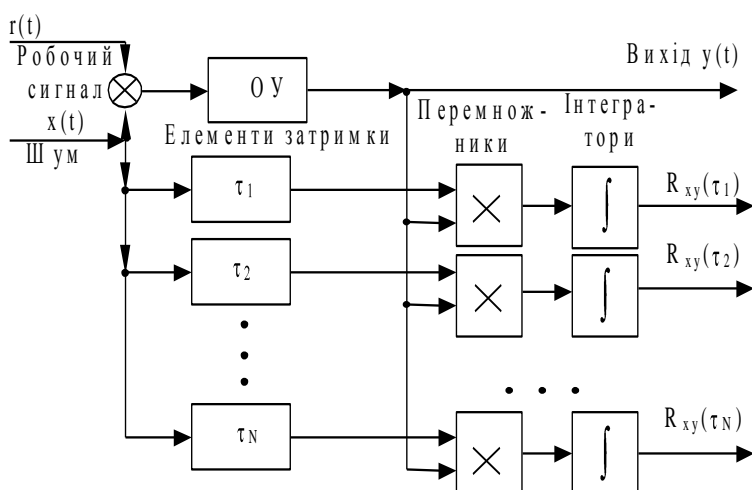 r(t)
Робочий
сигнал
x(t)
Шум
ОУ
Вихід y(t)
Елементи затримки
Перемнож-
ники
Інтегра-
тори
τ1
× ∫ Rxy(τ1)
τ2
× ∫ Rxy(τ2)
τN
× ∫ Rxy(τN)